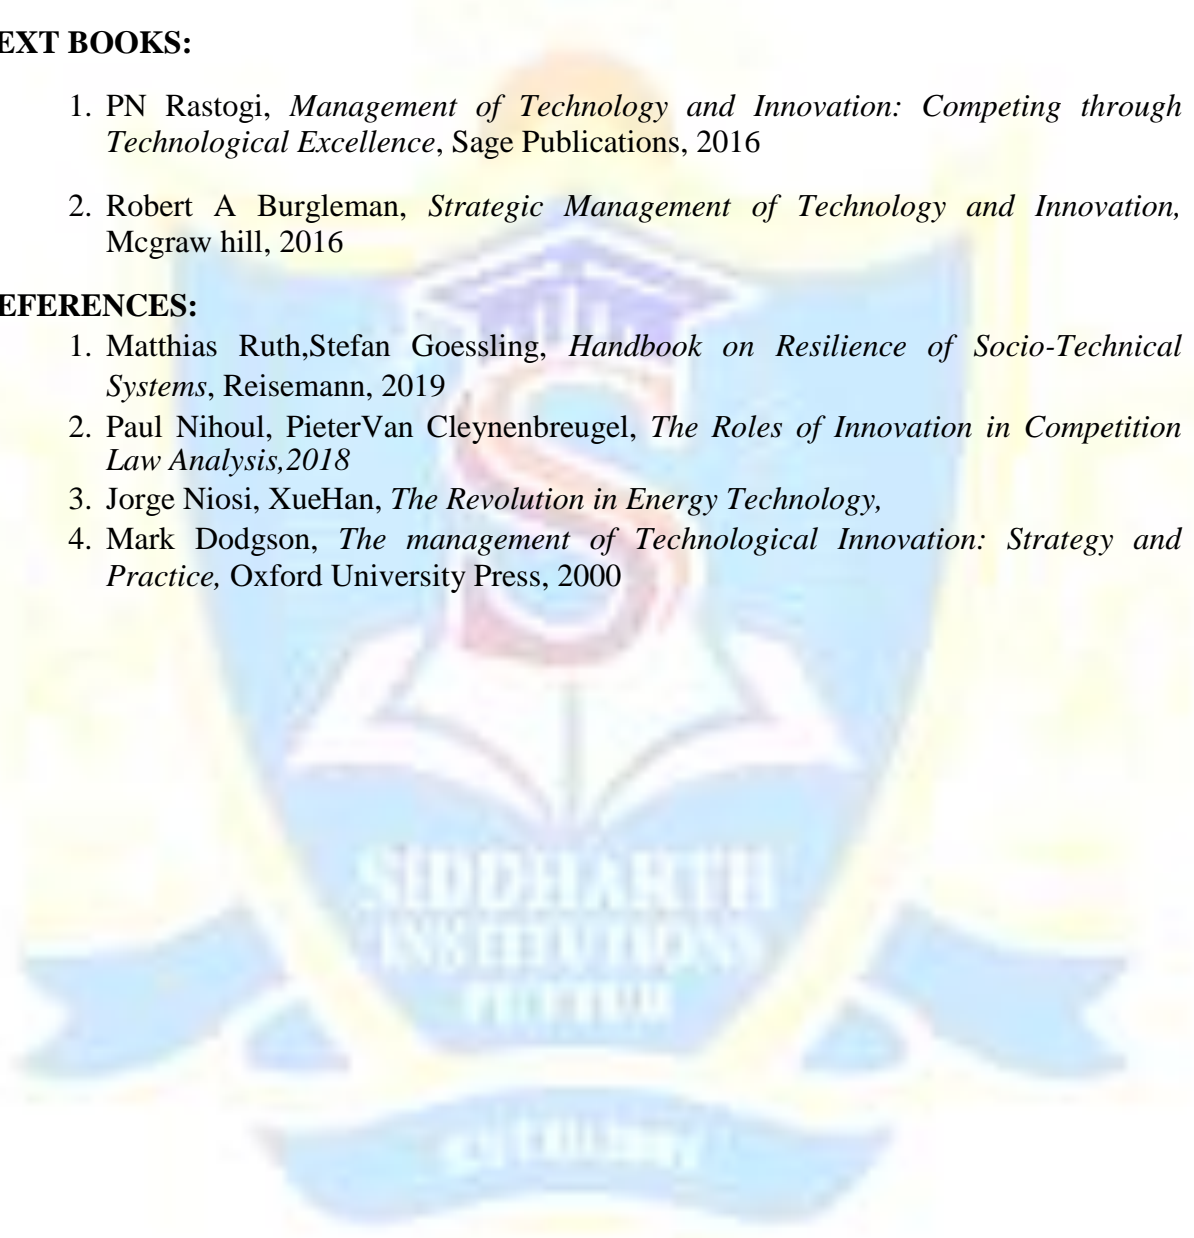 EXT BOOKS:
1. PN Rastogi, Management of Technology and Innovation: Competing through
Technological Excellence, Sage Publications, 2016
2. Robert A Burgleman, Strategic Management of Technology and Innovation,
Mcgraw hill, 2016
EFERENCES:
1. Matthias Ruth,Stefan Goessling, Handbook on Resilience of Socio-Technical
Systems, Reisemann, 2019
2. Paul Nihoul, PieterVan Cleynenbreugel, The Roles of Innovation in Competition
Law Analysis,2018
3. Jorge Niosi, XueHan, The Revolution in Energy Technology,
4. Mark Dodgson, The management of Technological Innovation: Strategy and
Practice, Oxford University Press, 2000
S
SIDDHARTH
INSTITUTIONS